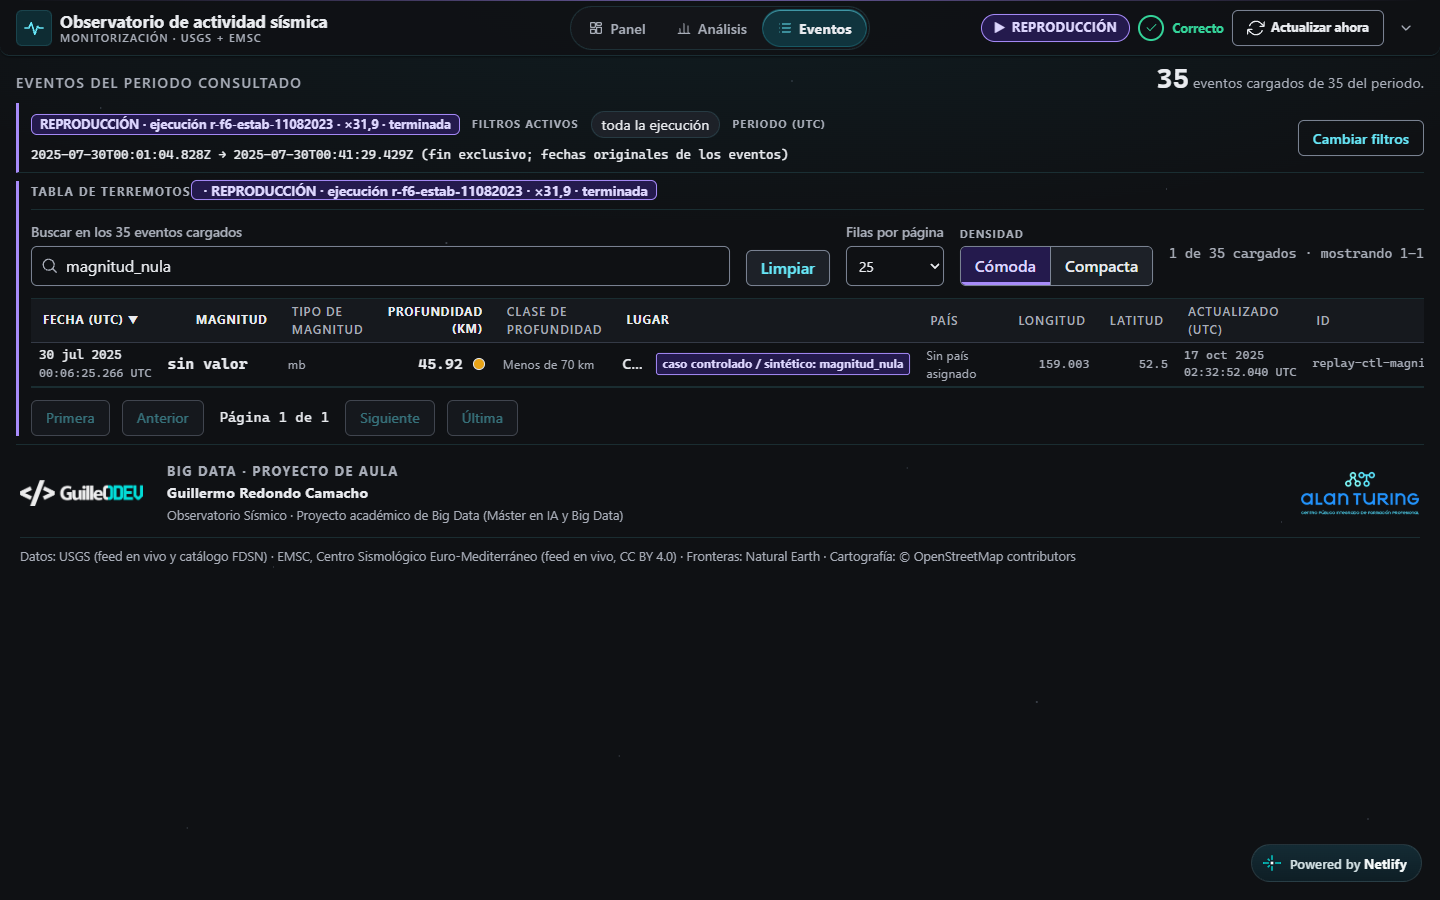 Observatorio de actividad sísmica
MONITORIZACIÓN · USGS + EMSC
Panel
Análisis
Eventos
REPRODUCCIÓN
Correcto
Actualizar ahora
EVENTOS DEL PERIODO CONSULTADO
35 eventos cargados de 35 del periodo.
REPRODUCCIÓN · ejecución r-f6-estab-11082023 · ×31,9 · terminada
FILTROS ACTIVOS
toda la ejecución
PERIODO (UTC)
2025-07-30T00:01:04.828Z → 2025-07-30T00:41:29.429Z (fin exclusivo; fechas originales de los eventos)
Cambiar filtros
TABLA DE TERREMOTOS · REPRODUCCIÓN · ejecución r-f6-estab-11082023 · ×31,9 · terminada
Buscar en los 35 eventos cargados
magnitud_nula
Limpiar
Filas por página
25
DENSIDAD
Cómoda
Compacta
1 de 35 cargados · mostrando 1–1
FECHA (UTC) ▼
MAGNITUD
TIPO DE MAGNITUD
PROFUNDIDAD (KM)
CLASE DE PROFUNDIDAD
LUGAR
PAÍS
LONGITUD
LATITUD
ACTUALIZADO (UTC)
ID
30 jul 2025
00:06:25.266 UTC
sin valor
mb
45.92
Menos de 70 km
C...
caso controlado / sintético: magnitud_nula
Sin país asignado
159.003
52.5
17 oct 2025
02:32:52.040 UTC
replay-ctl-magni
Primera
Anterior
Página 1 de 1
Siguiente
Última
</> GuilleCODEV
BIG DATA · PROYECTO DE AULA
Guillermo Redondo Camacho
Observatorio Sísmico · Proyecto académico de Big Data (Máster en IA y Big Data)
ALAN TURING
Centro Público Integrado de Formación Profesional
Datos: USGS (feed en vivo y catálogo FDSN) · EMSC, Centro Sismológico Euro-Mediterráneo (feed en vivo, CC BY 4.0) · Fronteras: Natural Earth · Cartografía: © OpenStreetMap contributors
Powered by Netlify